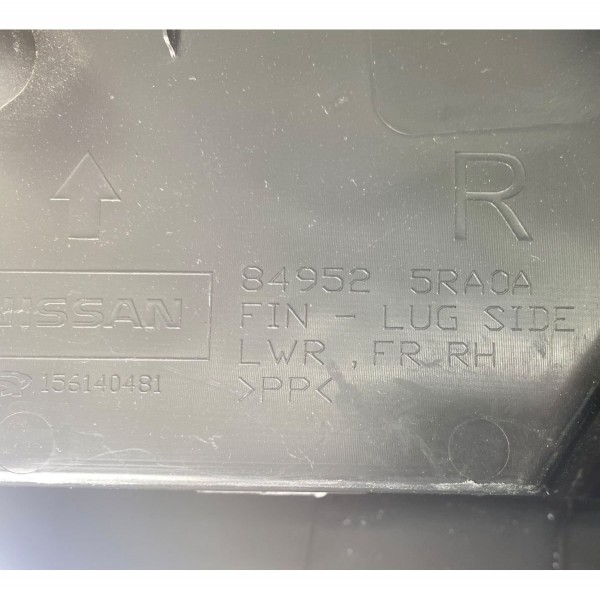 R
84952 5RA0A
NISSAN
FIN - LUG SIDE
LWR , FR RH
156140481
>PP<